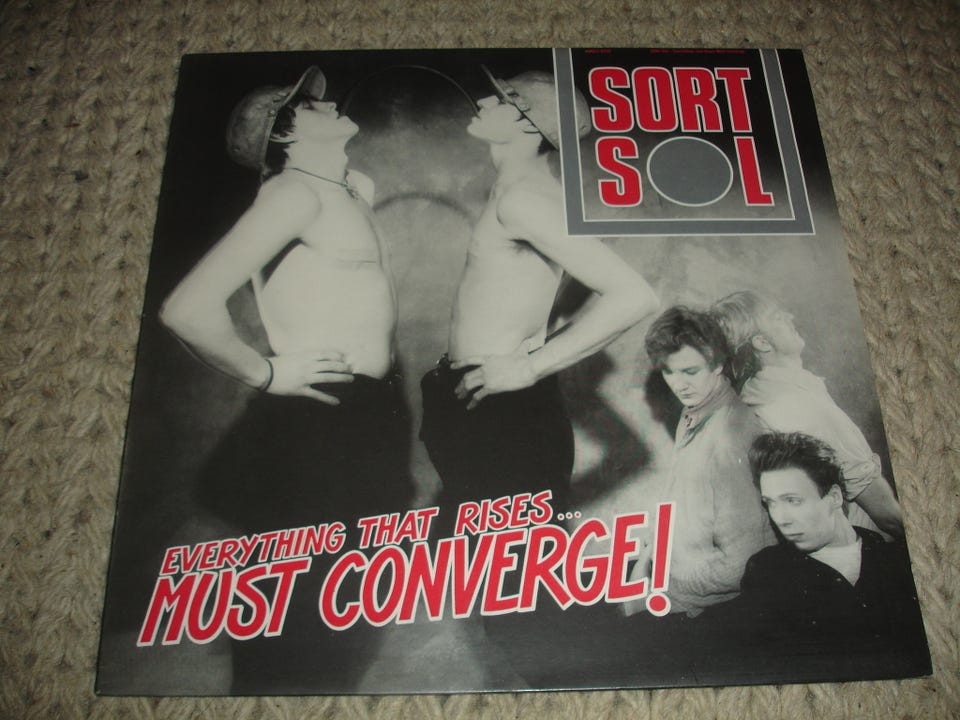 SORT
SOL
EVERYTHING THAT RISES...
MUST CONVERGE!